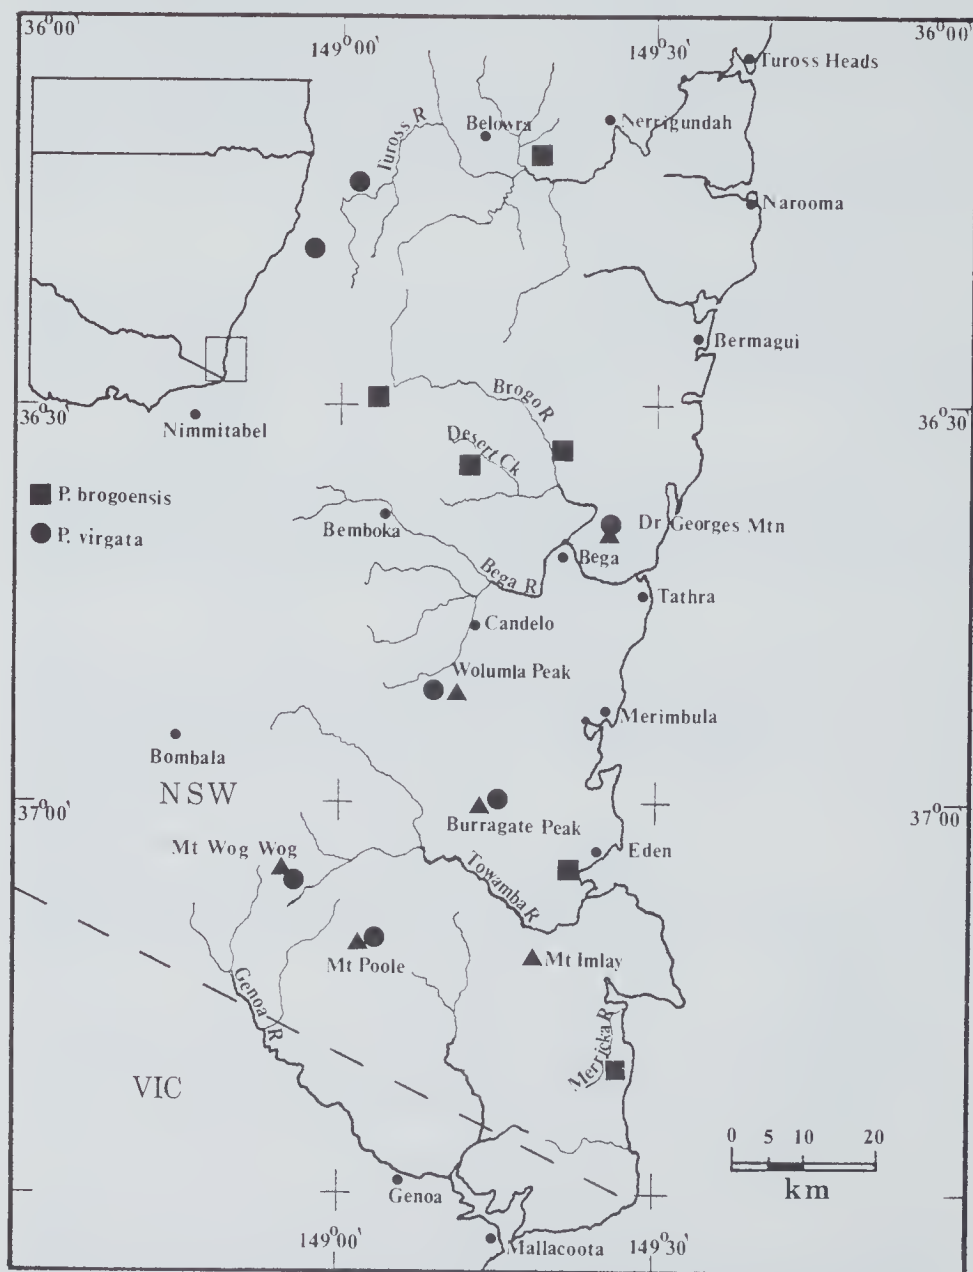 36°00'
149°00'
149°30'
36°00'
Tuross Heads
Tuross R
Belowra
Nerrigundah
Narooma
Bermagui
36°30'
Nimmitabel
Brogo R
36°30'
Desert Ck
P. brogoensis
P. virgata
Bemboka
Dr Georges Mtn
Bega
Bega R
Tathra
Candelo
Wolumla Peak
Merimbula
Bombala
NSW
37°00'
37°00'
Burragate Peak
Mt Wog Wog
Eden
Towamba R
Mt Poole
Mt Imlay
Genoa R
Merricka R
VIC
0 5 10 20
km
Genoa
149°00'
149°30'
Mallacoota